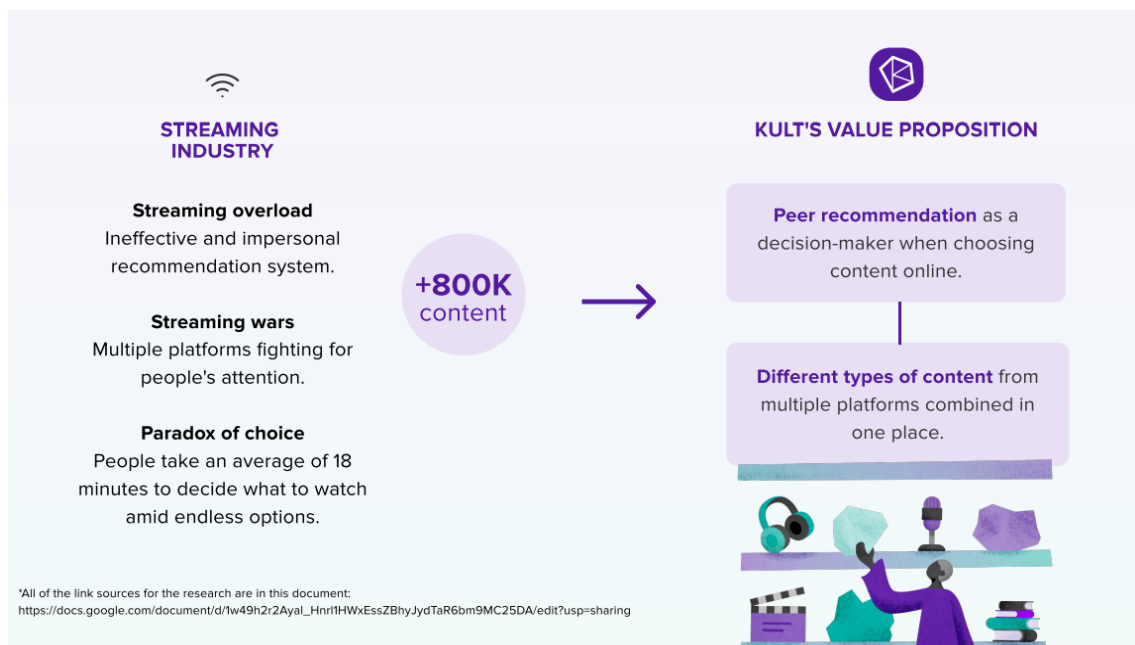 STREAMING
INDUSTRY
Streaming overload
Ineffective and impersonal
recommendation system.
Streaming wars
Multiple platforms fighting for
people's attention.
Paradox of choice
People take an average of 18
minutes to decide what to watch
amid endless options.
+800K
content
KULT'S VALUE PROPOSITION
Peer recommendation as a
decision-maker when choosing
content online.
Different types of content from
multiple platforms combined in
one place.
*All of the link sources for the research are in this document:
https://docs.google.com/document/d/1w49h2r2Ayal_Hnrl1HWxEssZBhyJydTaR6bm9MC25DA/edit?usp=sharing